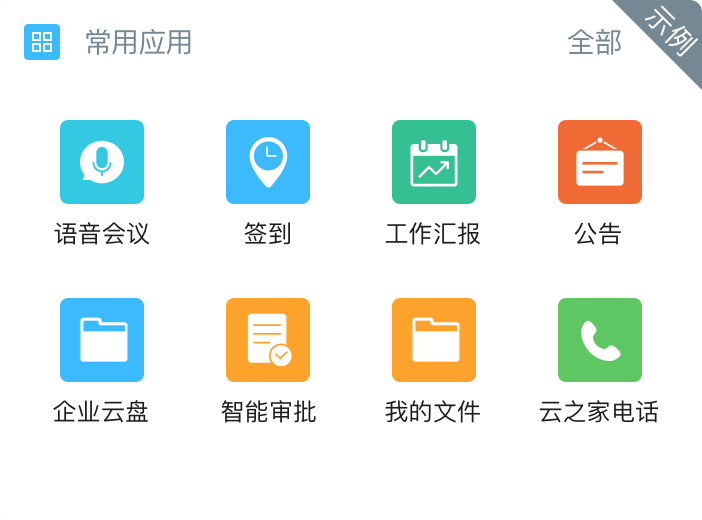 常用应用
全部
示例
语音会议
签到
工作汇报
公告
企业云盘
智能审批
我的文件
云之家电话